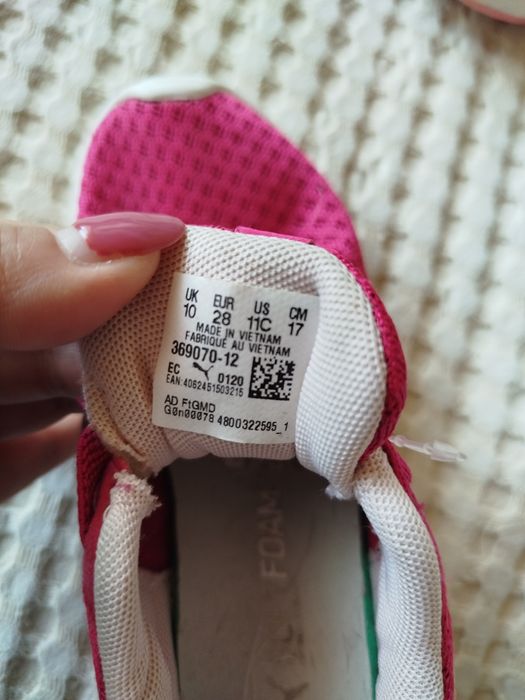 UK EUR US CM
10 28 11C 17
MADE IN VIETNAM
FABRIQUÉ AU VIETNAM
369070-12
EC 0120
EAN:4062451503215
AD FtGMD
G0n00078 4800322595_1
FOAM